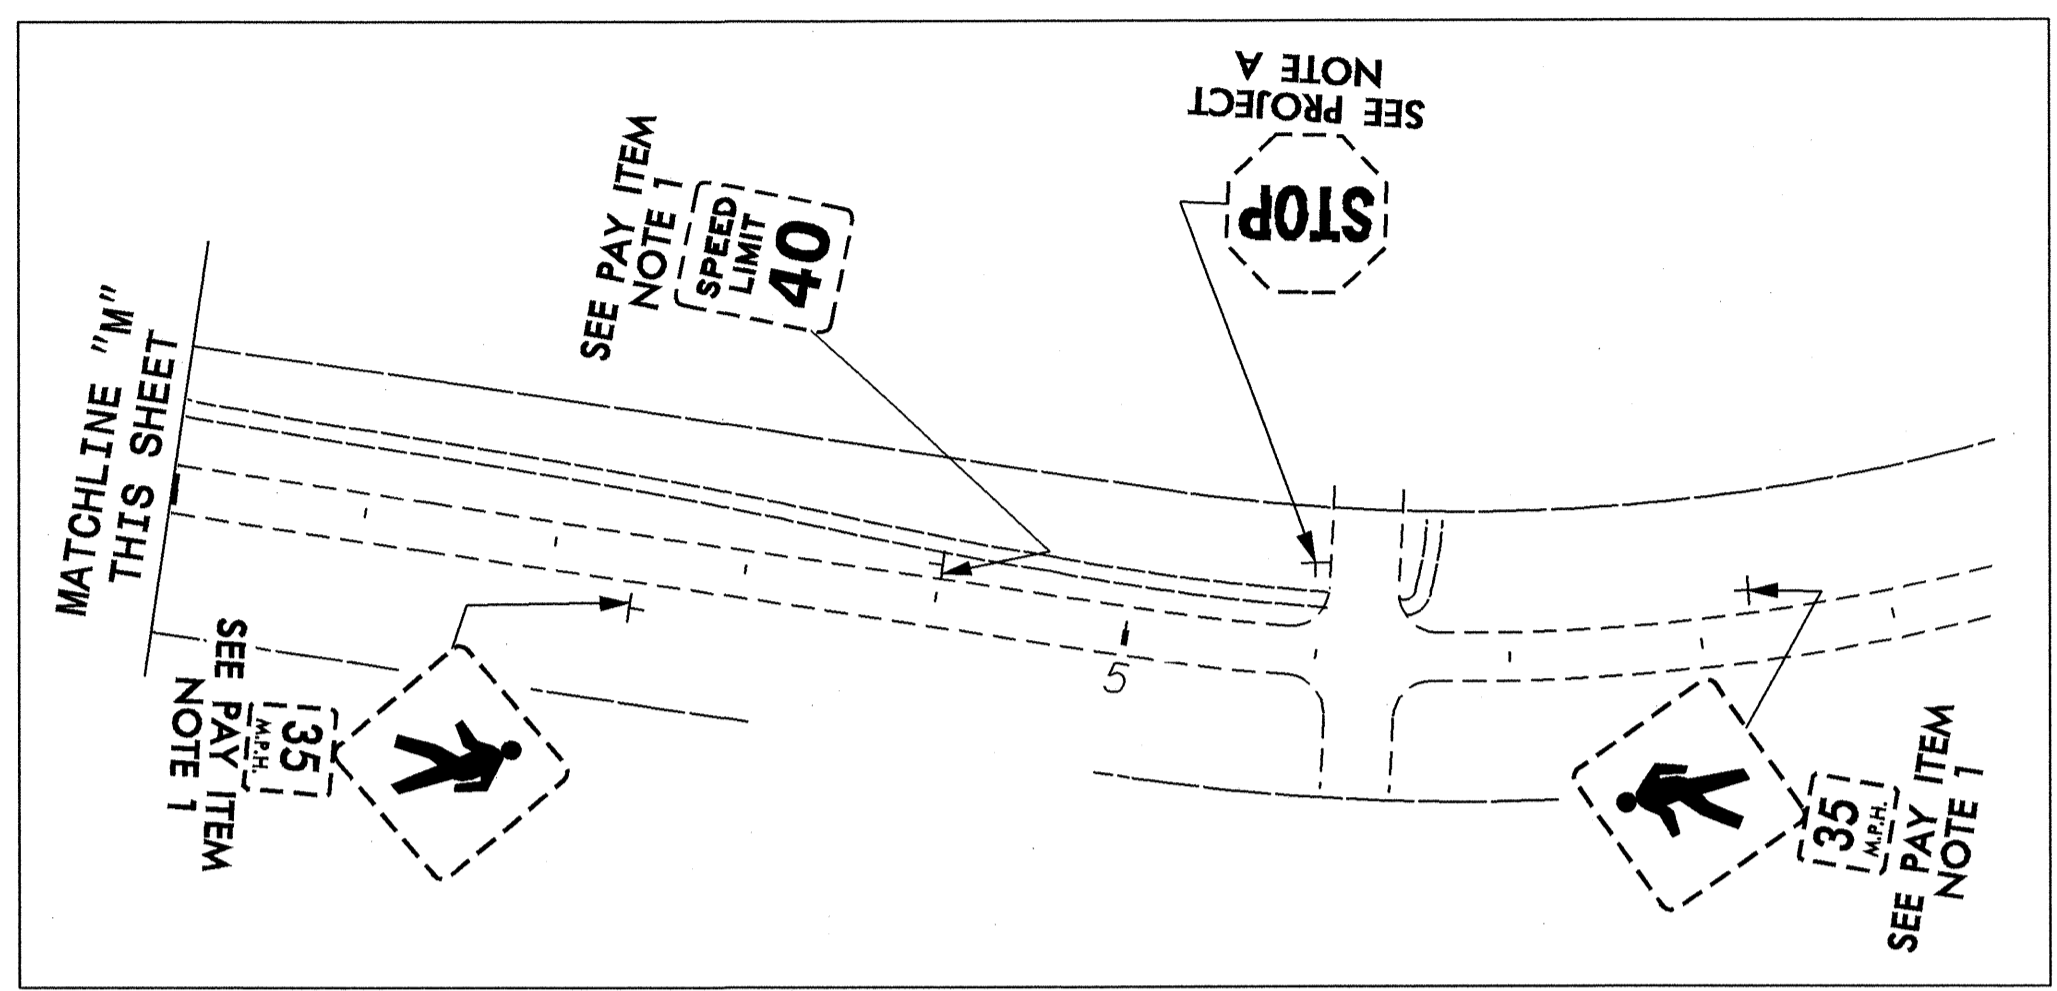 MATCHLINE "M"
THIS SHEET
SEE PAY ITEM
NOTE 1
SPEED
LIMIT
40
SEE PROJECT
NOTE A
STOP
5
35
M.P.H.
SEE PAY ITEM
NOTE 1
35
M.P.H.
SEE PAY ITEM
NOTE 1